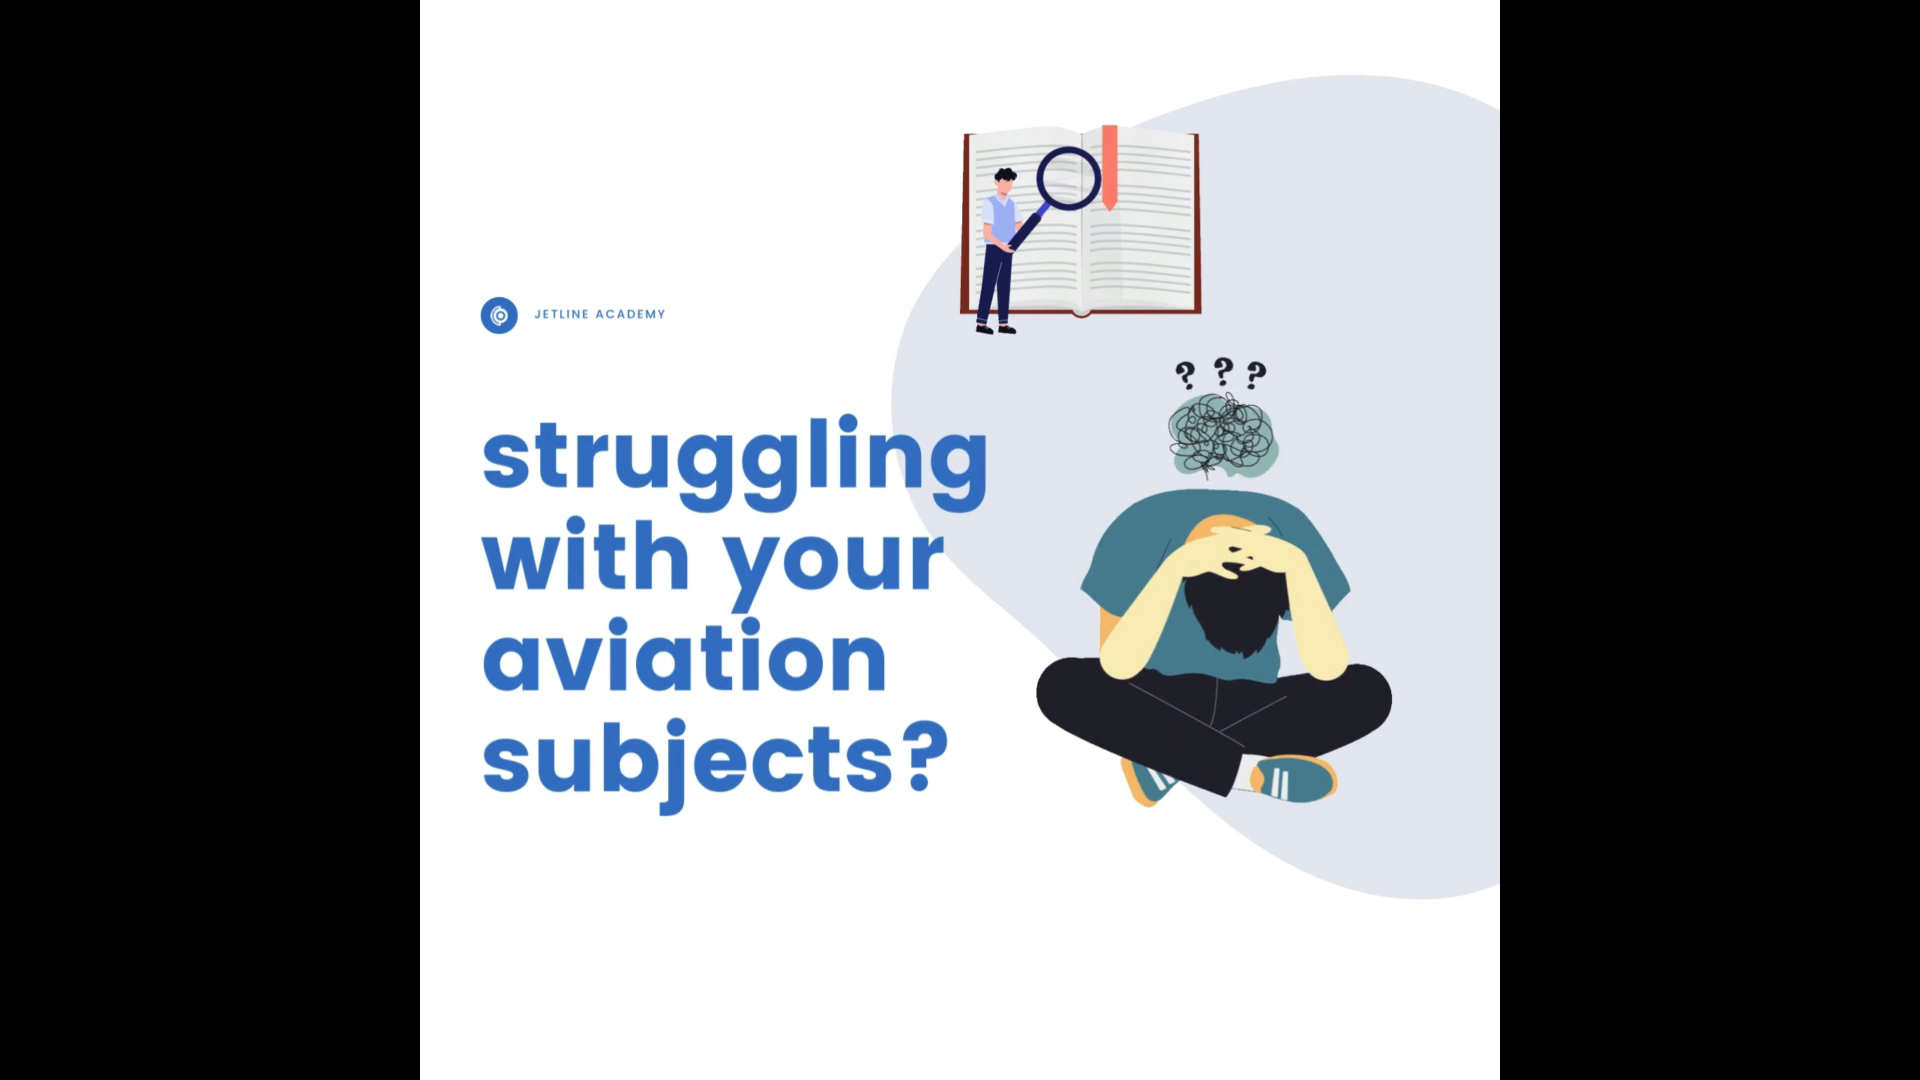 JETLINE ACADEMY
struggling
with your
aviation
subjects?
? ? ?